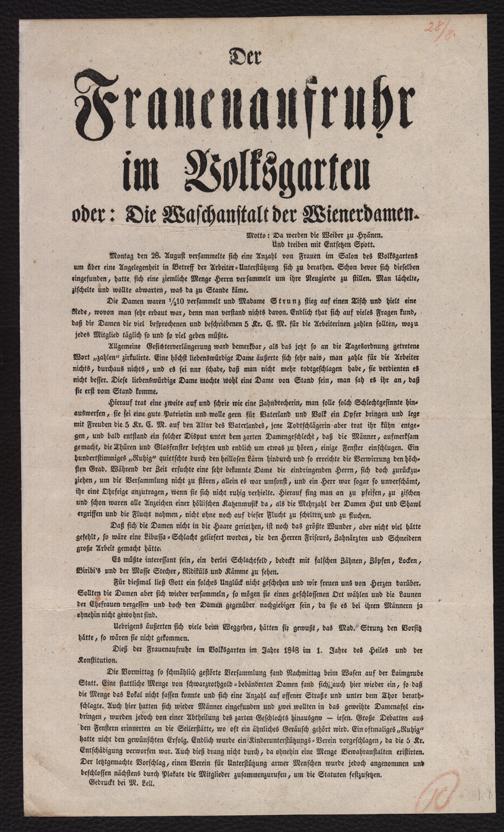 28/8.
Der
Frauenaufruhr
im Volksgarten
oder: Die Waschanstalt der Wienerdamen.
Motto: Da werden die Weiber zu Hyänen,
Und treiben mit Entsetzen Spott.
Montag den 28. August versammelte sich eine Anzahl von Frauen im Salon des Volksgartens
um über eine Angelegenheit in Betreff der Arbeiter-Unterstützung sich zu berathen. Schon bevor sich dieselben
eingefunden, hatte sich eine ziemliche Menge Herren versammelt um ihre Neugierde zu stillen. Man lächelte,
zischelte und wollte abwarten, was da zu Stande käme.
Die Damen waren ½10 versammelt und Madame Strunz stieg auf einen Tisch und hielt eine
Rede, wovon man sehr erbaut war, denn man verstand nichts davon. Endlich that sich auf vieles Fragen kund,
daß die Damen die viel besprochenen und beschriebenen 5 Kr. C. M. für die Arbeiterinen zahlen sollten, wozu
jedes Mitglied täglich so und so viel geben müßte.
Allgemeine Gesichterverlängerung ward bemerkbar, als das jetzt so an die Tagesordnung getretene
Wort „zahlen“ zirkulirte. Eine höchst liebenswürdige Dame äußerte sich sehr nais, man zahle für die Arbeiter
nichts, durchaus nichts, und es sei nur schade, daß man nicht mehr todtgeschlagen habe, sie verdienten es
nicht besser. Diese liebenswürdige Dame mochte wohl eine Dame von Stand sein, man sah es ihr an, daß
sie erst vom Stand komme.
Hierauf trat eine zweite auf und schrie wie eine Zahnbrecherin, man solle solch Schlechtgesinnte hin-
auswerfen, sie sei eine gute Patriotin und wolle gern für Vaterland und Volk ein Opfer bringen und lege
mit Freuden die 5 Kr. C. M. auf den Altar des Vaterlandes, jene Todtschlägerin aber trat ihr kühn entge-
gen, und bald entstand ein solcher Disput unter dem zarten Damengeschlecht, daß die Männer, aufmerksam
gemacht, die Thüren und Glasfenster besetzten und endlich um etwas zu hören, einige Fenster einschlugen. Ein
hundertstimmiges „Ruhig“ quietschte durch den heillosen Lärm hindurch und so erreichte die Verwirrung den höch-
sten Grad. Während der Zeit ersuchte eine sehr bekannte Dame die eindringenden Herrn, sich doch zurückzu-
ziehen, um die Versammlung nicht zu stören, allein es war umsonst, und ein Herr war sogar so unverschämt,
ihr eine Ohrfeige anzutragen, wenn sie sich nicht ruhig verhielte. Hierauf fing man an zu pfeifen, zu zischen
und schon waren alle Anzeichen einer höllischen Katzenmusik da, als die Mehrzahl der Damen Hut und Shawl
ergriffen und die Flucht nahmen, nicht ohne noch auf dieser Flucht zu schelten und zu fluchen.
Daß sich die Damen nicht in die Haare geriethen, ist noch das größte Wunder, aber nicht viel hätte
gefehlt, so wäre eine Libussa-Schlacht geliefert worden, die den Herren Friseurs, Zahnärzten und Schneidern
große Arbeit gemacht hätte.
Es müßte interessant sein, ein derlei Schlachtfeld, bedeckt mit falschen Zähnen, Zöpfen, Locken,
Biribi's und der Masse Stecher, Ridiküls und Kämme zu sehen.
Für dießmal ließ Gott ein solches Unglück nicht geschehen und wir freuen uns von Herzen darüber.
Sollten die Damen aber sich wieder versammeln, so mögen sie einen geschlossenen Ort wählen und die Launen
der Ehefrauen vergessen und doch den Damen gegenüber nachgiebiger sein, da sie es bei ihren Männern ja
ohnehin nicht gewohnt sind.
Uebrigens äußerten sich viele beim Weggehen, hätten sie gewußt, das Mad. Strunz den Vorsitz
hätte, so wären sie nicht gekommen.
Dieß der Frauenaufruhr im Volksgarten im Jahre 1848 im 1. Jahre des Heiles und der
Konstitution.
Die Vormittag so schmählich gestörte Versammlung fand Nachmittag beim Wasen auf der Laimgrube
Statt. Eine stattliche Menge von schwarzrothgold-bebänderten Damen fand sich auch hier wieder ein, so daß
die Menge das Lokal nicht fassen konnte und sich eine Anzahl auf offener Straße und unter dem Thor berath-
schlagte. Auch hier hatten sich wieder Männer eingefunden und zwei wollten in das geweihte Damenasel ein-
dringen, wurden jedoch von einer Abtheilung des zarten Geschlechts hinausgew — iesen. Große Debatten aus
den Fenstern erinnerten an die Seilerstätte, wo oft ein ähnliches Geräusch gehört wird. Ein oftmaliges „Ruhig“
hatte nicht den gewünschten Erfolg. Endlich wurde ein Kinderunterstützungs-Verein vorgeschlagen, da die 5 Kr.
Entschädigung verworfen war. Auch dieß drang nicht durch, da ohnehin eine Menge Bewahranstalten existirten.
Der letztgemachte Vorschlag, einen Verein für Unterstützung armer Menschen wurde jedoch angenommen und
beschlossen nächstens durch Plakate die Mitglieder zusammenzurufen, um die Statuten festzusetzen.
Gedruckt bei M. Lell.